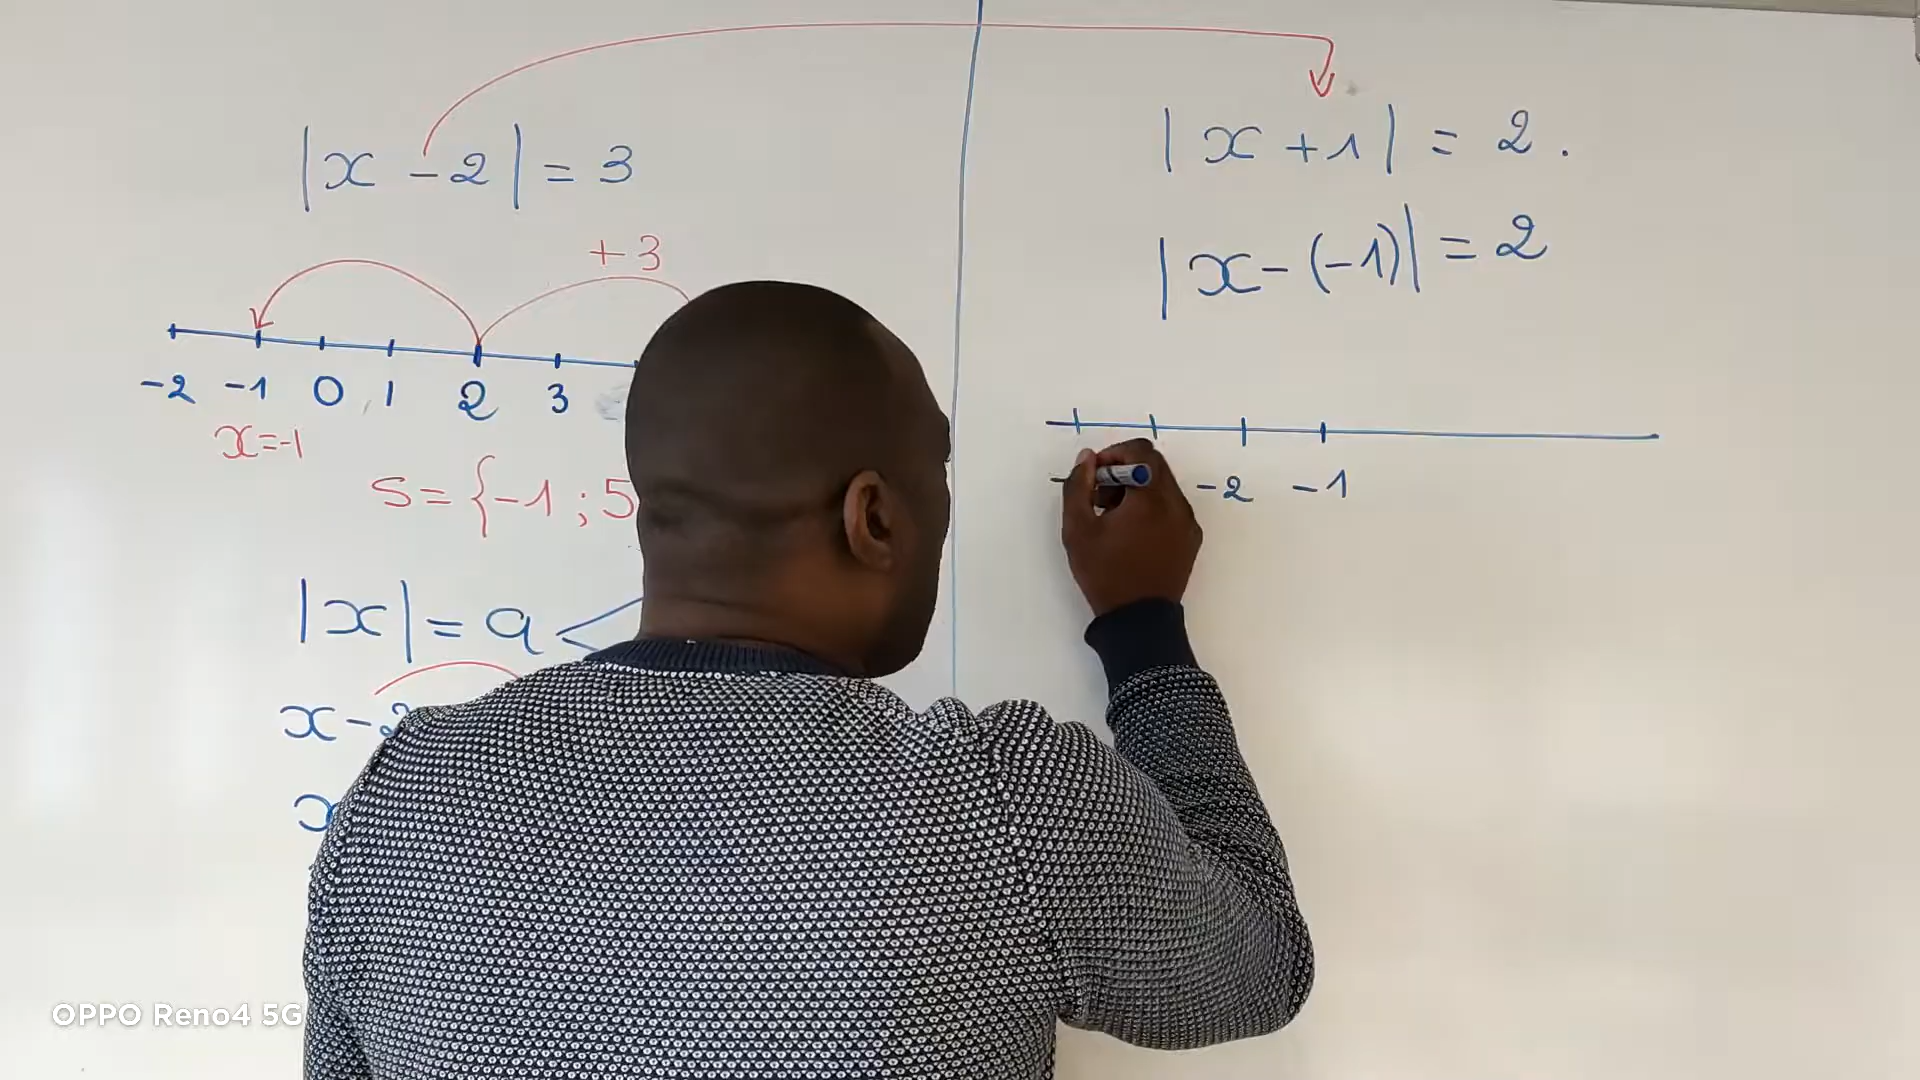 |x - 2| = 3
+3
-2 -1 0 1 2 3
x=-1
S = {-1 ; 5
|x| = a
x - 2
x
|x + 1| = 2.
|x - (-1)| = 2
-2 -1
OPPO Reno4 5G